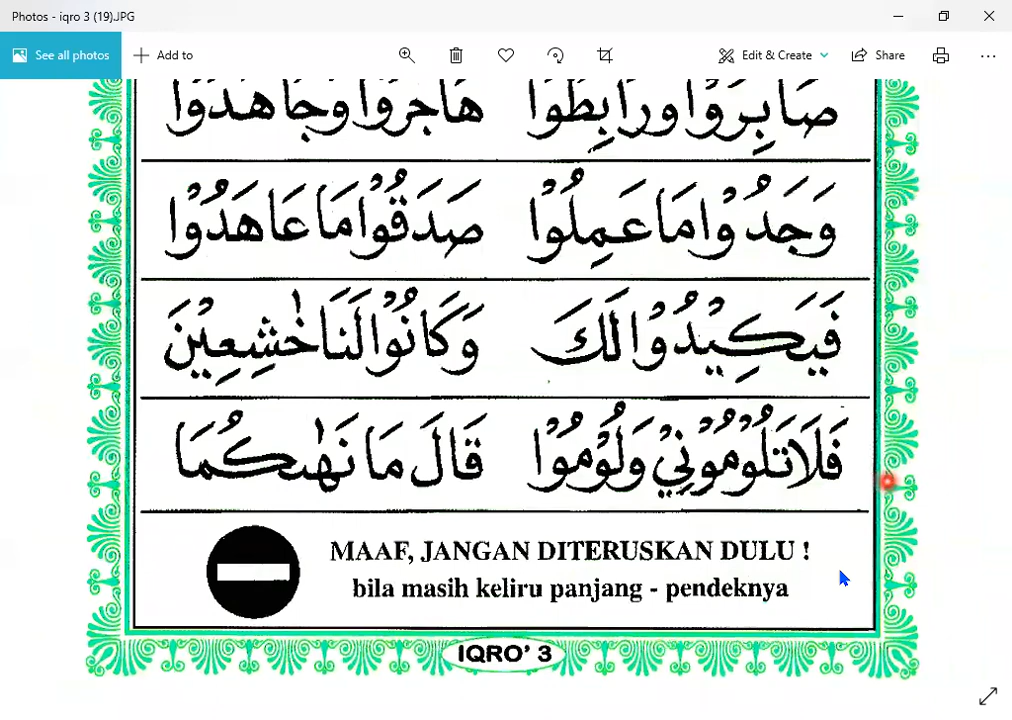 Photos - iqro 3 (19).JPG
See all photos
Add to
Edit & Create
Share
صَابِرُوْا وَرَابِطُوْا هَاجَرُوْا وَجَاهَدُوْا
وَجَدُوْا مَا عَمِلُوْا صَدَقُوْا مَا عَاهَدُوْا
فَيَكِيْدُوْا لَكَ وَكَانُوْا لَنَا خٰشِعِيْنَ
فَلَا تَلُوْمُوْنِيْ وَلُوْمُوْا قَالَ مَا نَهٰىكُمَا
MAAF, JANGAN DITERUSKAN DULU !
bila masih keliru panjang - pendeknya
IQRO' 3